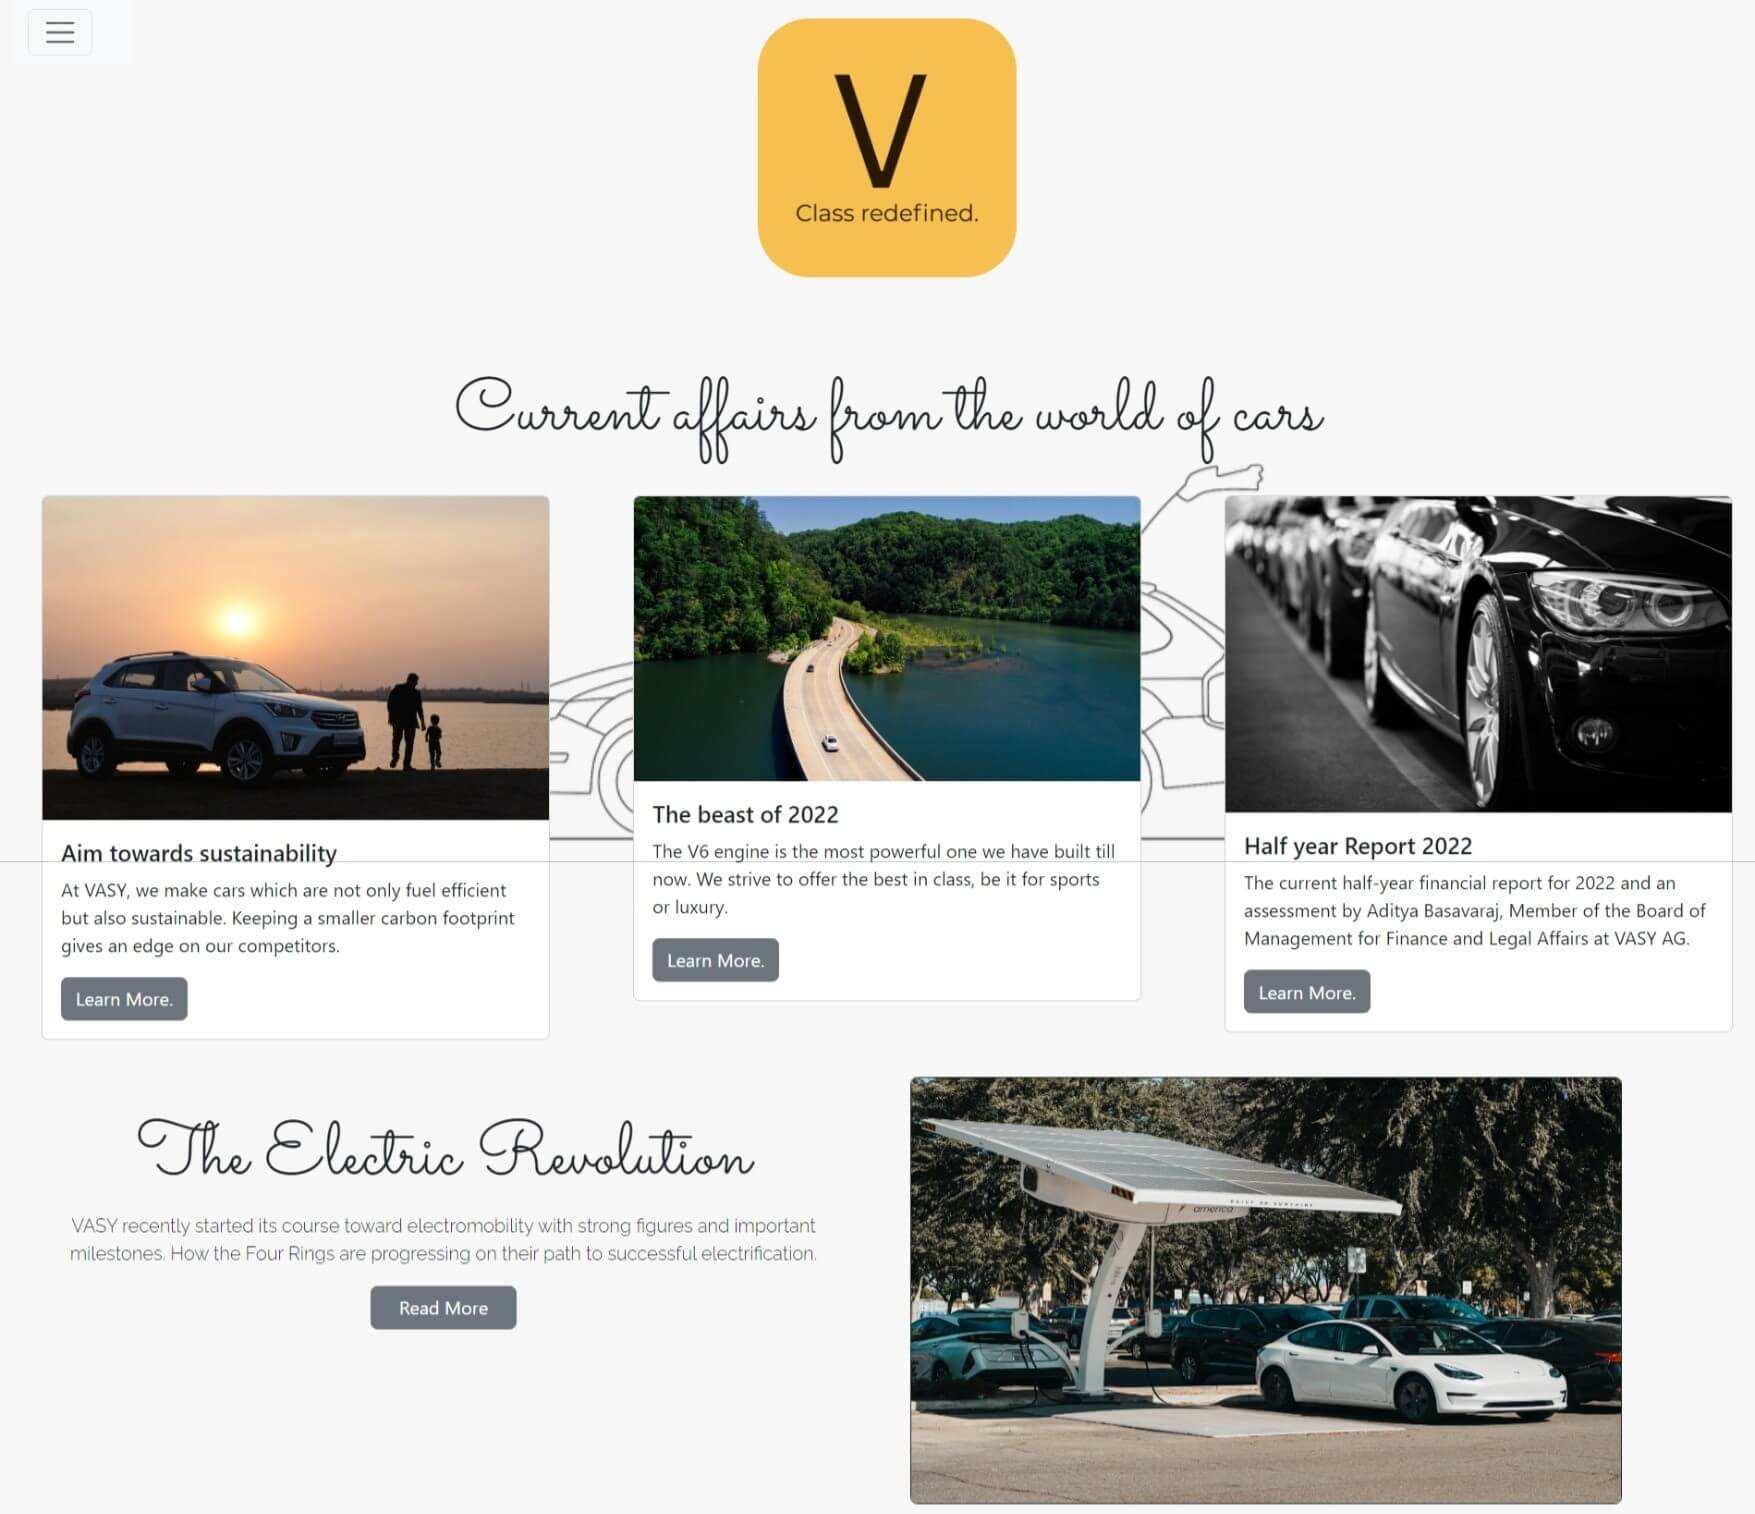 V
Class redefined.
Current affairs from the world of cars
Aim towards sustainability
At VASY, we make cars which are not only fuel efficient
but also sustainable. Keeping a smaller carbon footprint
gives an edge on our competitors.
Learn More.
The beast of 2022
The V6 engine is the most powerful one we have built till
now. We strive to offer the best in class, be it for sports
or luxury.
Learn More.
Half year Report 2022
The current half-year financial report for 2022 and an
assessment by Aditya Basavaraj, Member of the Board of
Management for Finance and Legal Affairs at VASY AG.
Learn More.
The Electric Revolution
VASY recently started its course toward electromobility with strong figures and important
milestones. How the Four Rings are progressing on their path to successful electrification.
Read More
america